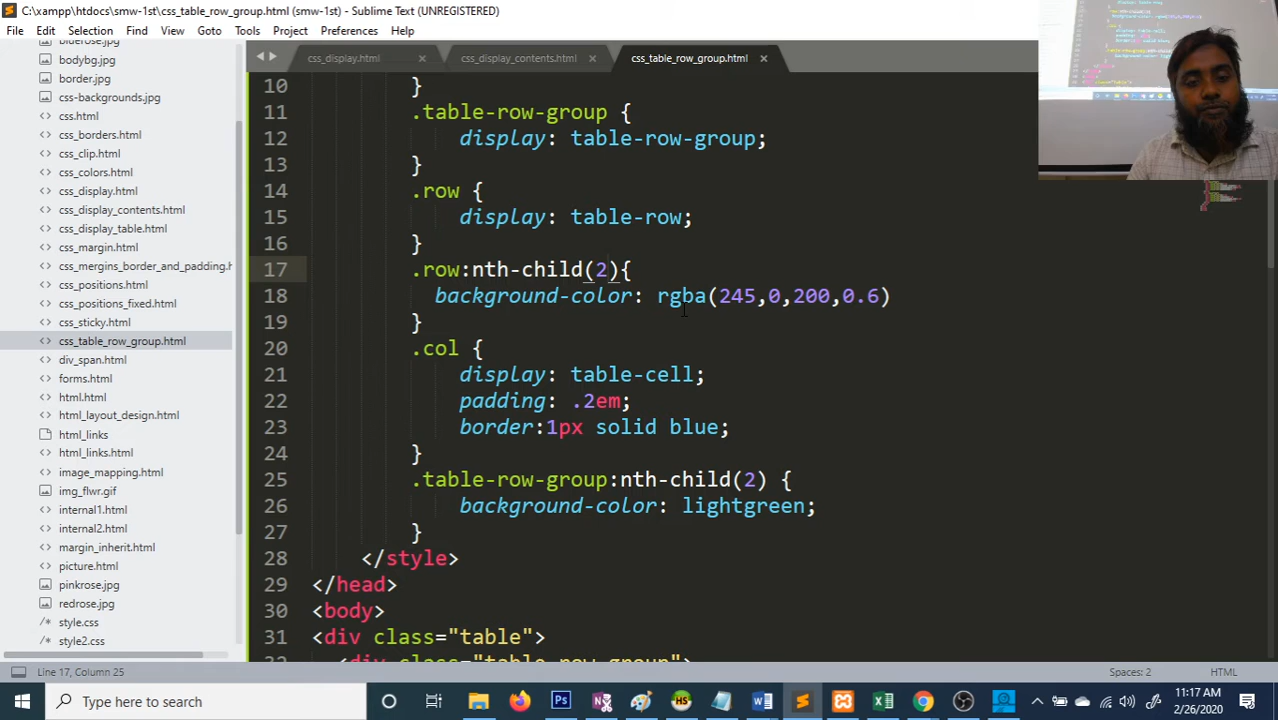 C:\xampp\htdocs\smw-1st\css_table_row_group.html (smw-1st) - Sublime Text (UNREGISTERED)
File Edit Selection Find View Goto Tools Project Preferences Help
css_display.html css_display_contents.html css_table_row_group.html
bluerose.jpg
bodybg.jpg
border.jpg
css-backgrounds.jpg
css.html
css_borders.html
css_clip.html
css_colors.html
css_display.html
css_display_contents.html
css_display_table.html
css_margin.html
css_mergins_border_and_padding.h
css_positions.html
css_positions_fixed.html
css_sticky.html
css_table_row_group.html
div_span.html
forms.html
html.html
html_layout_design.html
html_links
html_links.html
image_mapping.html
img_flwr.gif
internal1.html
internal2.html
margin_inherit.html
picture.html
pinkrose.jpg
redrose.jpg
style.css
style2.css
10 }
11 .table-row-group {
12 display: table-row-group;
13 }
14 .row {
15 display: table-row;
16 }
17 .row:nth-child(2){
18 background-color: rgba(245,0,200,0.6)
19 }
20 .col {
21 display: table-cell;
22 padding: .2em;
23 border:1px solid blue;
24 }
25 .table-row-group:nth-child(2) {
26 background-color: lightgreen;
27 }
28 </style>
29 </head>
30 <body>
31 <div class="table">
32 <div class="table-row-group">
Line 17, Column 25 Spaces: 2 HTML
Type here to search
11:17 AM
2/26/2020